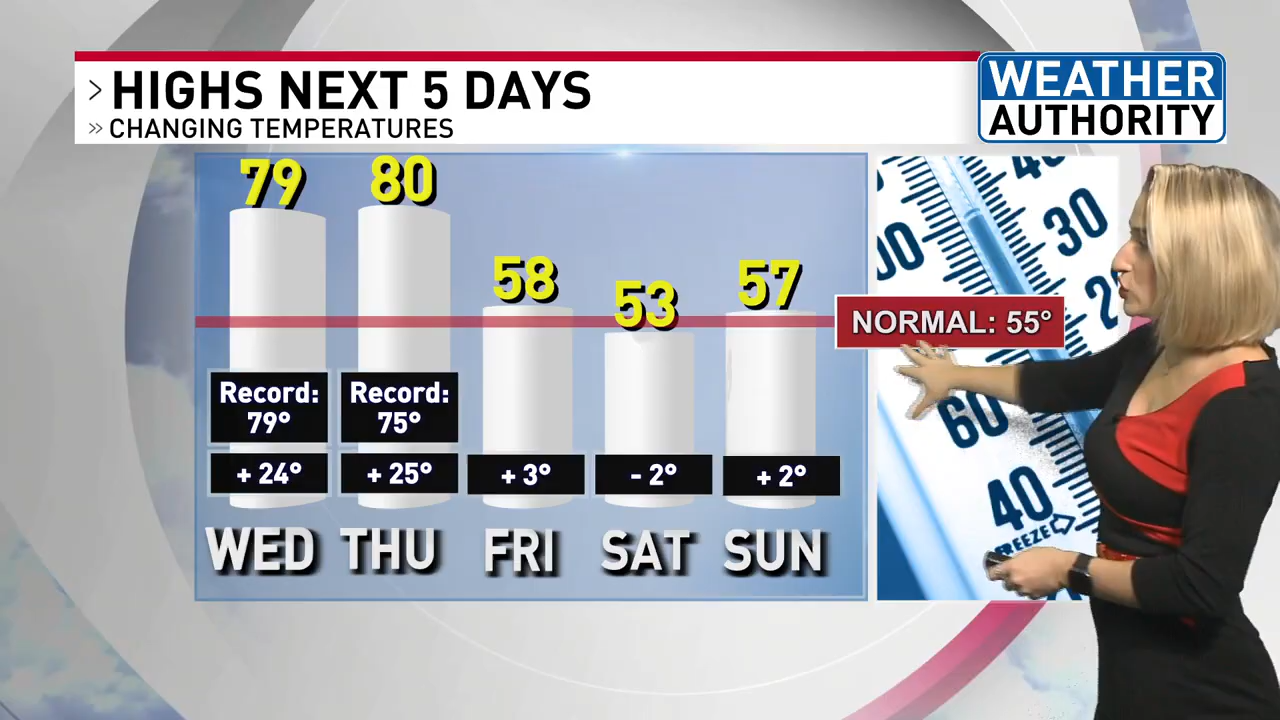 > HIGHS NEXT 5 DAYS
» CHANGING TEMPERATURES
WEATHER
AUTHORITY
79 80 58 53 57
NORMAL: 55°
Record: 79°
Record: 75°
+ 24° + 25° + 3° - 2° + 2°
WED THU FRI SAT SUN
30
60
40